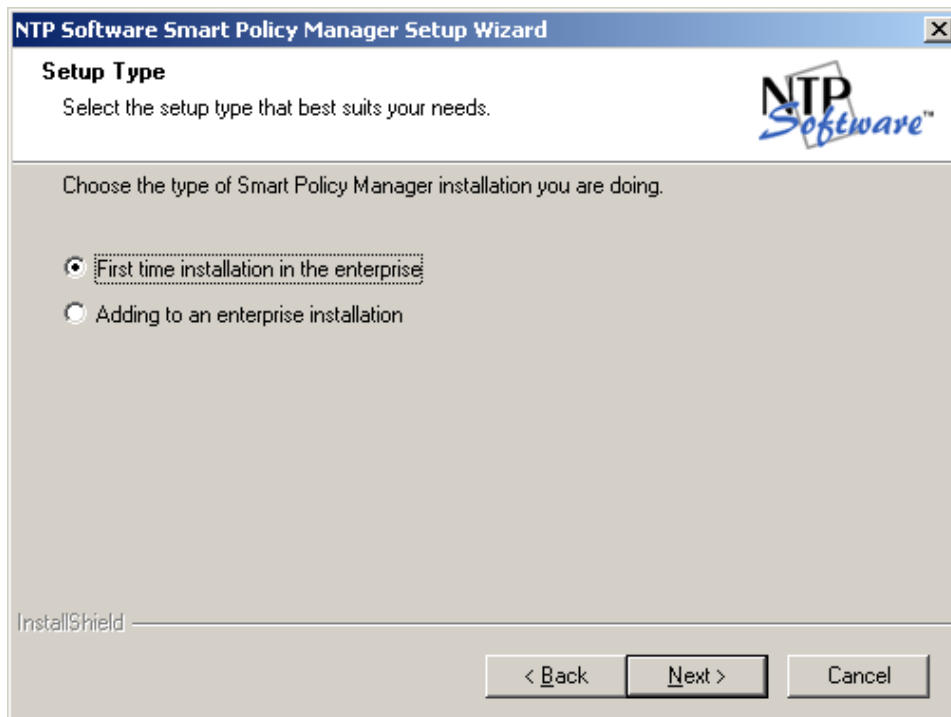 NTP Software Smart Policy Manager Setup Wizard
Setup Type
Select the setup type that best suits your needs.
NTP
Software™
Choose the type of Smart Policy Manager installation you are doing.
First time installation in the enterprise
Adding to an enterprise installation
InstallShield
< Back
Next >
Cancel